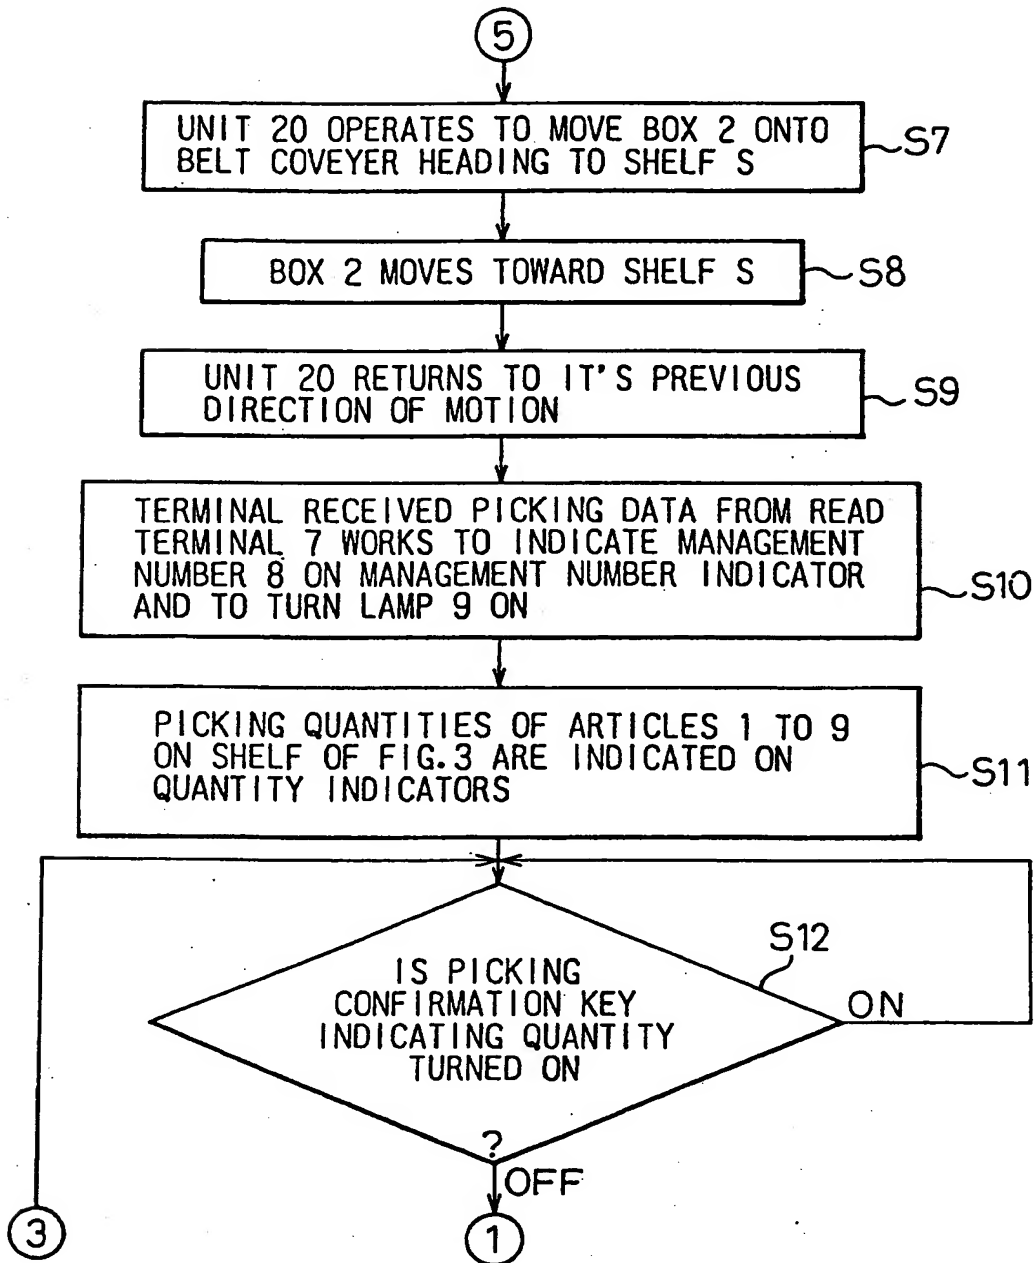 5
UNIT 20 OPERATES TO MOVE BOX 2 ONTO
BELT COVEYER HEADING TO SHELF S
S7
BOX 2 MOVES TOWARD SHELF S
S8
UNIT 20 RETURNS TO IT'S PREVIOUS
DIRECTION OF MOTION
S9
TERMINAL RECEIVED PICKING DATA FROM READ
TERMINAL 7 WORKS TO INDICATE MANAGEMENT
NUMBER 8 ON MANAGEMENT NUMBER INDICATOR
AND TO TURN LAMP 9 ON
S10
PICKING QUANTITIES OF ARTICLES 1 TO 9
ON SHELF OF FIG.3 ARE INDICATED ON
QUANTITY INDICATORS
S11
S12
IS PICKING
CONFIRMATION KEY
INDICATING QUANTITY
TURNED ON
?
ON
OFF
3
1